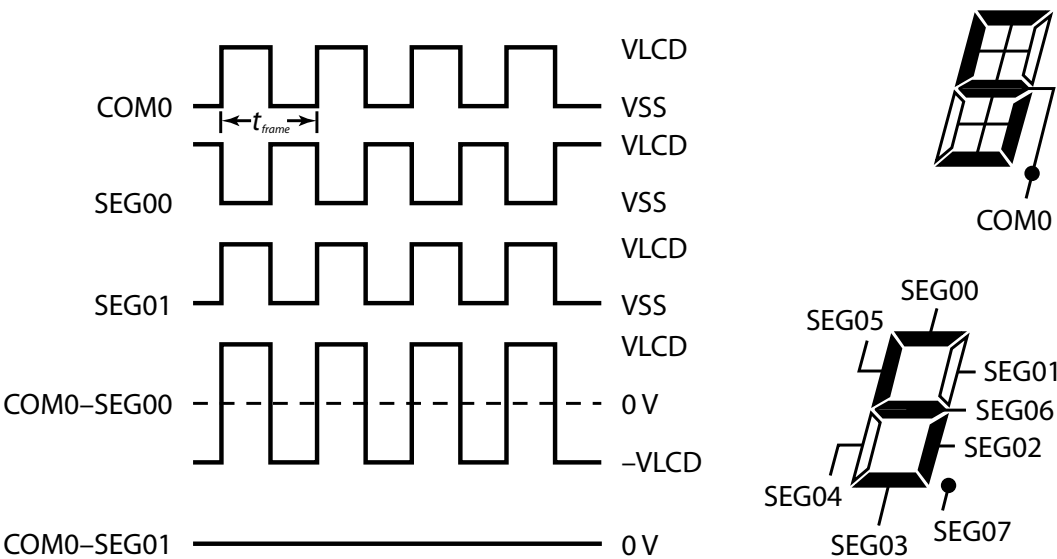 COM0
VLCD
VSS
tframe
SEG00
VLCD
VSS
SEG01
VLCD
VSS
COM0–SEG00
VLCD
0 V
–VLCD
COM0–SEG01
0 V
COM0
SEG00
SEG05
SEG01
SEG06
SEG02
SEG04
SEG03
SEG07